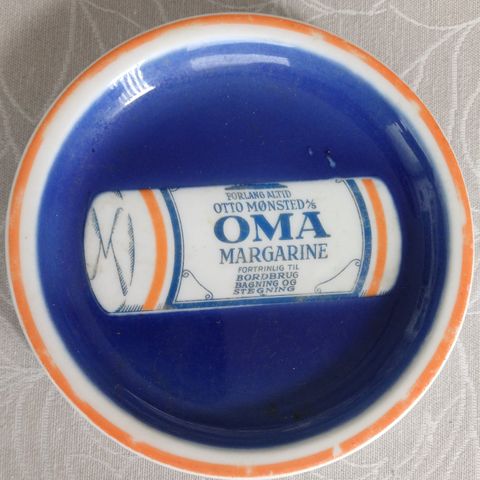 FORLANG ALTID
OTTO MØNSTED A/S
OMA
MARGARINE
FORTRINLIG TIL
BORDBRUG
BAGNING OG
STEGNING